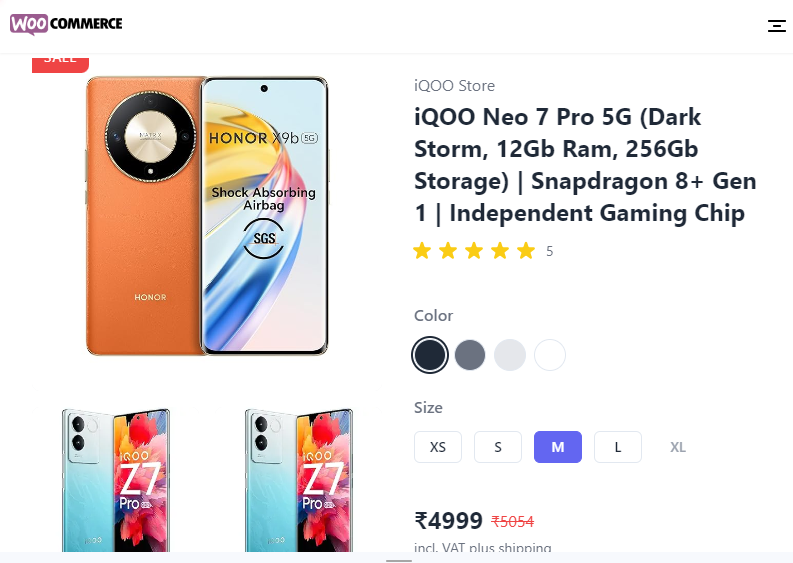 WOO COMMERCE
SALE
MATRIX
HONOR X9b 5G
Shock Absorbing
Airbag
SGS
HONOR
iQOO
Z7
Pro 5G
iQOO
Z7
Pro 5G
iQOO Store
iQOO Neo 7 Pro 5G (Dark
Storm, 12Gb Ram, 256Gb
Storage) | Snapdragon 8+ Gen
1 | Independent Gaming Chip
5
Color
Size
XS
S
M
L
XL
₹4999 ₹5054
incl. VAT plus shipping